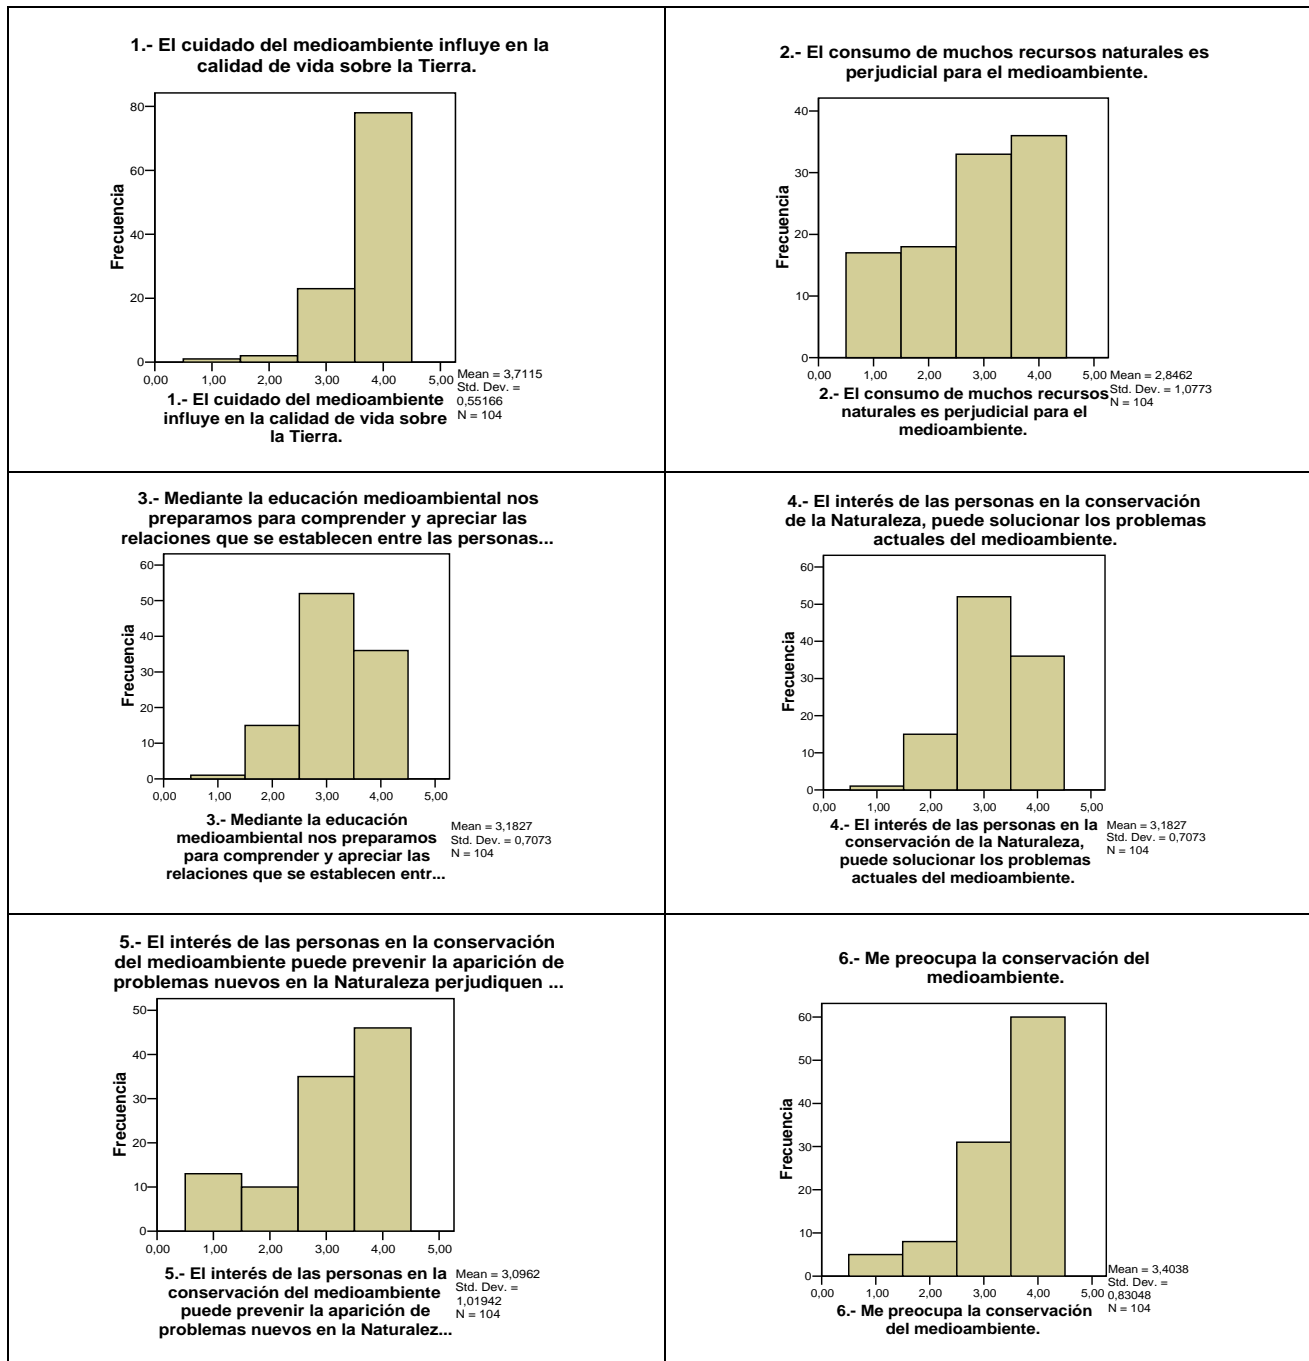 1.- El cuidado del medioambiente influye en la
calidad de vida sobre la Tierra.
80
60
40
20
0
Frecuencia
0,00 1,00 2,00 3,00 4,00 5,00
Mean = 3,7115
Std. Dev. =
0,55166
N = 104
1.- El cuidado del medioambiente
influye en la calidad de vida sobre
la Tierra.
2.- El consumo de muchos recursos naturales es
perjudicial para el medioambiente.
40
30
20
10
0
Frecuencia
0,00 1,00 2,00 3,00 4,00 5,00
Mean = 2,8462
Std. Dev. = 1,0773
N = 104
2.- El consumo de muchos recursos
naturales es perjudicial para el
medioambiente.
3.- Mediante la educación medioambiental nos
preparamos para comprender y apreciar las
relaciones que se establecen entre las personas...
60
50
40
30
20
10
0
Frecuencia
0,00 1,00 2,00 3,00 4,00 5,00
3.- Mediante la educación
medioambiental nos preparamos
para comprender y apreciar las
relaciones que se establecen entr...
Mean = 3,1827
Std. Dev. = 0,7073
N = 104
4.- El interés de las personas en la conservación
de la Naturaleza, puede solucionar los problemas
actuales del medioambiente.
60
50
40
30
20
10
0
Frecuencia
0,00 1,00 2,00 3,00 4,00 5,00
4.- El interés de las personas en la
conservación de la Naturaleza,
puede solucionar los problemas
actuales del medioambiente.
Mean = 3,1827
Std. Dev. = 0,7073
N = 104
5.- El interés de las personas en la conservación
del medioambiente puede prevenir la aparición de
problemas nuevos en la Naturaleza perjudiquen ...
50
40
30
20
10
0
Frecuencia
0,00 1,00 2,00 3,00 4,00 5,00
5.- El interés de las personas en la
conservación del medioambiente
puede prevenir la aparición de
problemas nuevos en la Naturalez...
Mean = 3,0962
Std. Dev. =
1,01942
N = 104
6.- Me preocupa la conservación del
medioambiente.
60
50
40
30
20
10
0
Frecuencia
0,00 1,00 2,00 3,00 4,00 5,00
Mean = 3,4038
Std. Dev. =
0,83048
N = 104
6.- Me preocupa la conservación
del medioambiente.